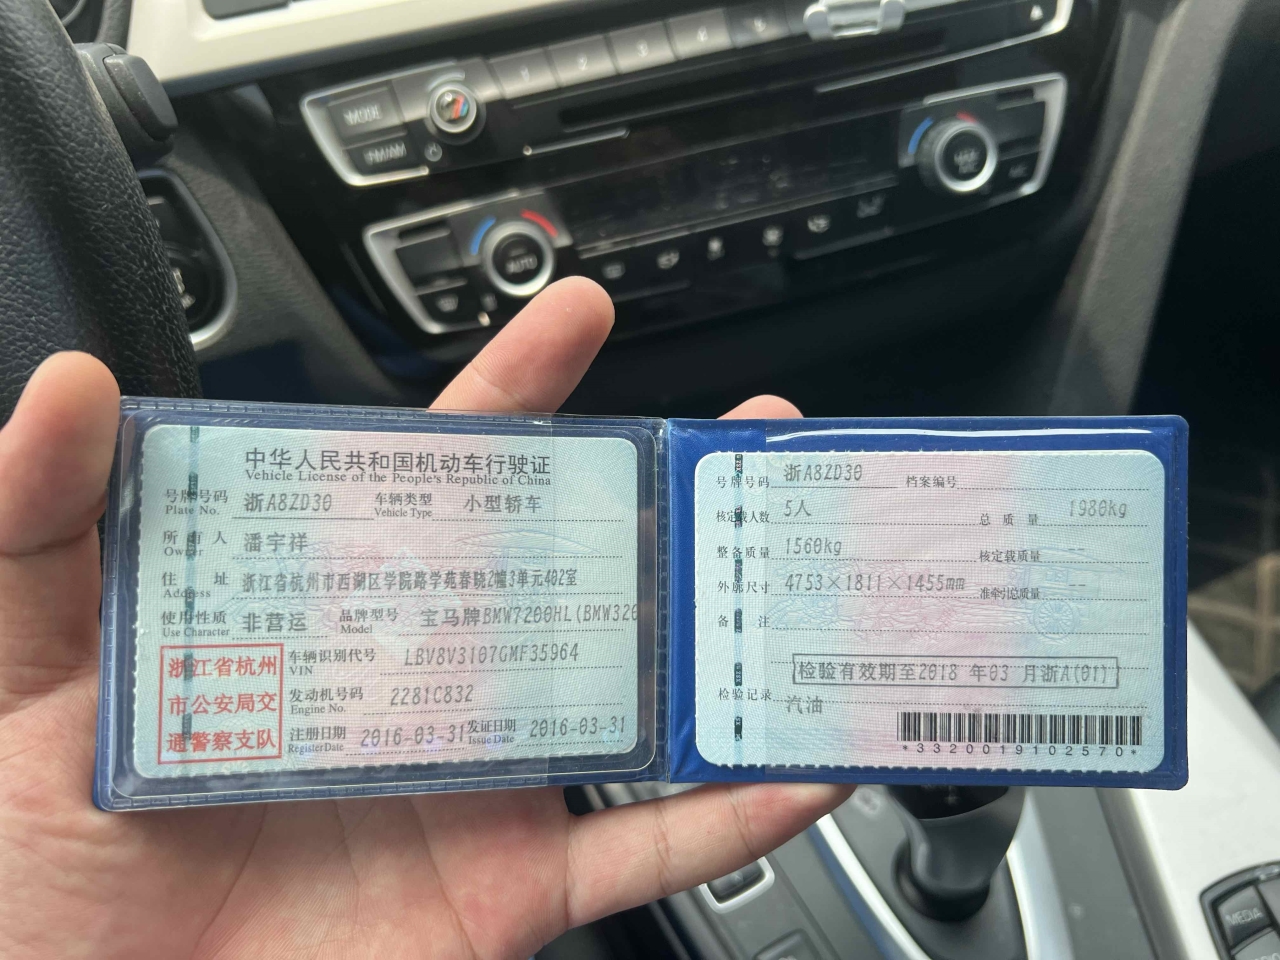 MODE
FM/AM
AUTO
中华人民共和国机动车行驶证
Vehicle License of the People's Republic of China
号牌号码 浙A8ZD30 车辆类型 小型轿车
Plate No. Vehicle Type
所有人 潘宇祥
Owner
住址 浙江省杭州市西湖区学院路学苑春晓2幢3单元402室
Address
使用性质 非营运 品牌型号 宝马牌BMW7200HL(BMW320
Use Character Model
浙江省杭州
市公安局交
通警察支队
车辆识别代号 LBV8V3107GMF35964
VIN
发动机号码 2281C832
Engine No.
注册日期 2016-03-31 发证日期 2016-03-31
Register Date Issue Date
号牌号码 浙A8ZD30 档案编号
核定载人数 5人 总质量 1980kg
整备质量 1560kg 核定载质量 --
外廓尺寸 4753×1811×1455mm 准牵引总质量 --
备注
检验有效期至2018 年03 月浙A(01)
检验记录
汽油
*3320019102570*
MEDIA